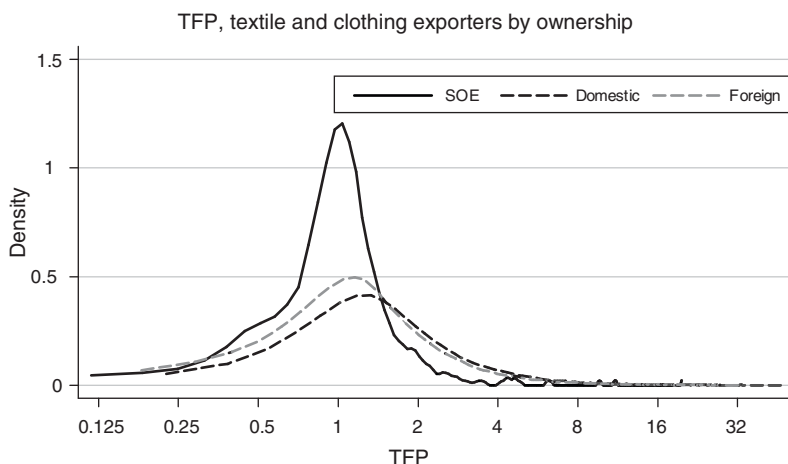 TFP, textile and clothing exporters by ownership
1.5
SOE Domestic Foreign
1
Density
0.5
0
0.125 0.25 0.5 1 2 4 8 16 32
TFP